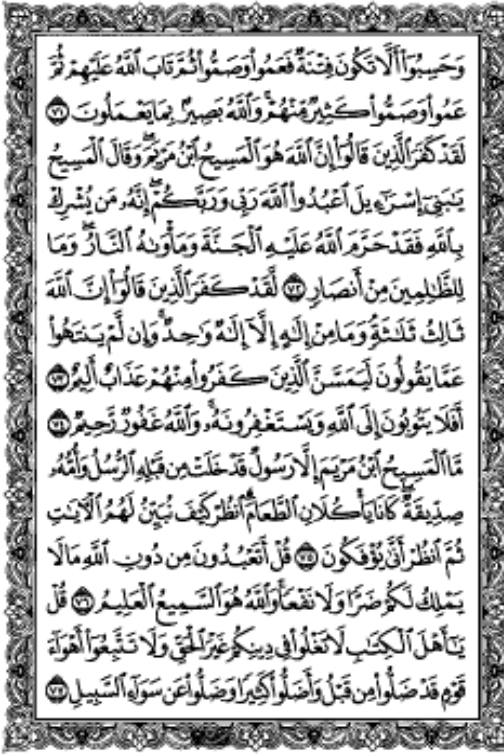 وَحَسِبُوٓا۟ أَلَّا تَكُونَ فِتْنَةٌ فَعَمُوا۟ وَصَمُّوا۟ ثُمَّ تَابَ ٱللَّهُ عَلَيْهِمْ ثُمَّ
عَمُوا۟ وَصَمُّوا۟ كَثِيرٌ مِّنْهُمْ ۚ وَٱللَّهُ بَصِيرٌۢ بِمَا يَعْمَلُونَ ٧١
لَقَدْ كَفَرَ ٱلَّذِينَ قَالُوٓا۟ إِنَّ ٱللَّهَ هُوَ ٱلْمَسِيحُ ٱبْنُ مَرْيَمَ ۖ وَقَالَ ٱلْمَسِيحُ
يَـٰبَنِىٓ إِسْرَٰٓءِيلَ ٱعْبُدُوا۟ ٱللَّهَ رَبِّى وَرَبَّكُمْ ۖ إِنَّهُۥ مَن يُشْرِكْ
بِٱللَّهِ فَقَدْ حَرَّمَ ٱللَّهُ عَلَيْهِ ٱلْجَنَّةَ وَمَأْوَىٰهُ ٱلنَّارُ ۖ وَمَا
لِلظَّـٰلِمِينَ مِنْ أَنصَارٍ ٧٢ لَّقَدْ كَفَرَ ٱلَّذِينَ قَالُوٓا۟ إِنَّ ٱللَّهَ
ثَالِثُ ثَلَـٰثَةٍ ۘ وَمَا مِنْ إِلَـٰهٍ إِلَّآ إِلَـٰهٌ وَٰحِدٌ ۚ وَإِن لَّمْ يَنتَهُوا۟
عَمَّا يَقُولُونَ لَيَمَسَّنَّ ٱلَّذِينَ كَفَرُوا۟ مِنْهُمْ عَذَابٌ أَلِيمٌ ٧٣
أَفَلَا يَتُوبُونَ إِلَى ٱللَّهِ وَيَسْتَغْفِرُونَهُۥ ۚ وَٱللَّهُ غَفُورٌ رَّحِيمٌ ٧٤
مَّا ٱلْمَسِيحُ ٱبْنُ مَرْيَمَ إِلَّا رَسُولٌ قَدْ خَلَتْ مِن قَبْلِهِ ٱلرُّسُلُ وَأُمُّهُۥ
صِدِّيقَةٌ ۖ كَانَا يَأْكُلَانِ ٱلطَّعَامَ ۗ ٱنظُرْ كَيْفَ نُبَيِّنُ لَهُمُ ٱلْـَٔايَـٰتِ
ثُمَّ ٱنظُرْ أَنَّىٰ يُؤْفَكُونَ ٧٥ قُلْ أَتَعْبُدُونَ مِن دُونِ ٱللَّهِ مَا لَا
يَمْلِكُ لَكُمْ ضَرًّا وَلَا نَفْعًا ۚ وَٱللَّهُ هُوَ ٱلسَّمِيعُ ٱلْعَلِيمُ ٧٦ قُلْ
يَـٰٓأَهْلَ ٱلْكِتَـٰبِ لَا تَغْلُوا۟ فِى دِينِكُمْ غَيْرَ ٱلْحَقِّ وَلَا تَتَّبِعُوٓا۟ أَهْوَآءَ
قَوْمٍ قَدْ ضَلُّوا۟ مِن قَبْلُ وَأَضَلُّوا۟ كَثِيرًا وَضَلُّوا۟ عَن سَوَآءِ ٱلسَّبِيلِ ٧٧